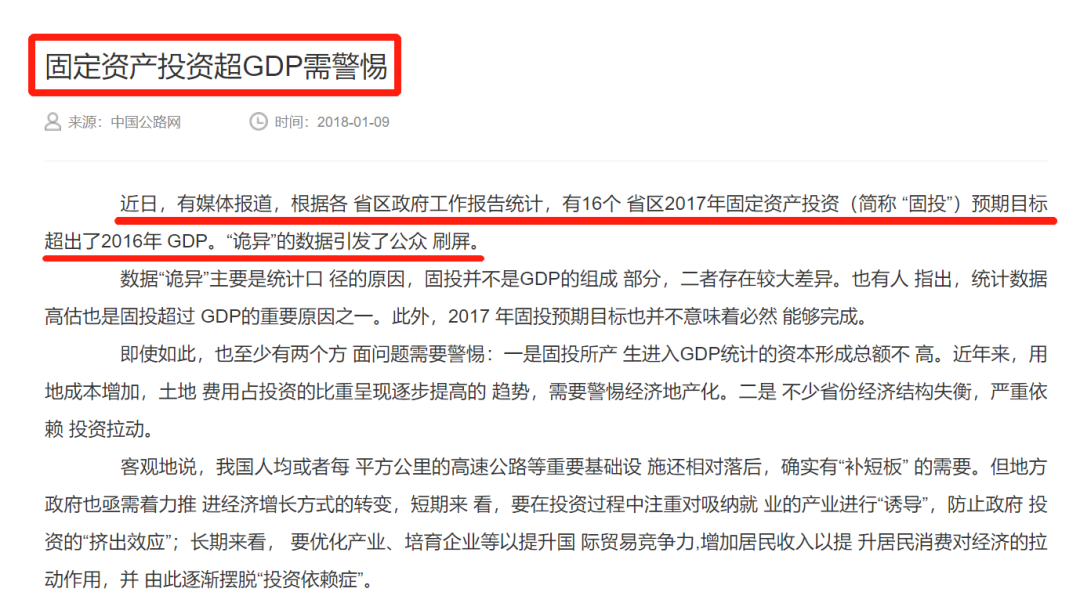 固定资产投资超GDP需警惕
来源：中国公路网 时间：2018-01-09
近日，有媒体报道，根据各 省区政府工作报告统计，有16个 省区2017年固定资产投资（简称 “固投”）预期目标
超出了2016年 GDP。“诡异”的数据引发了公众 刷屏。
数据“诡异”主要是统计口 径的原因，固投并不是GDP的组成 部分，二者存在较大差异。也有人 指出，统计数据
高估也是固投超过 GDP的重要原因之一。此外，2017 年固投预期目标也并不意味着必然 能够完成。
即使如此，也至少有两个方 面问题需要警惕：一是固投所产 生进入GDP统计的资本形成总额不 高。近年来，用
地成本增加，土地 费用占投资的比重呈现逐步提高的 趋势，需要警惕经济地产化。二是 不少省份经济结构失衡，严重依
赖 投资拉动。
客观地说，我国人均或者每 平方公里的高速公路等重要基础设 施还相对落后，确实有“补短板” 的需要。但地方
政府也亟需着力推 进经济增长方式的转变，短期来 看，要在投资过程中注重对吸纳就 业的产业进行“诱导”，防止政府 投
资的“挤出效应”；长期来看， 要优化产业、培育企业等以提升国 际贸易竞争力,增加居民收入以提 升居民消费对经济的拉
动作用，并 由此逐渐摆脱“投资依赖症”。